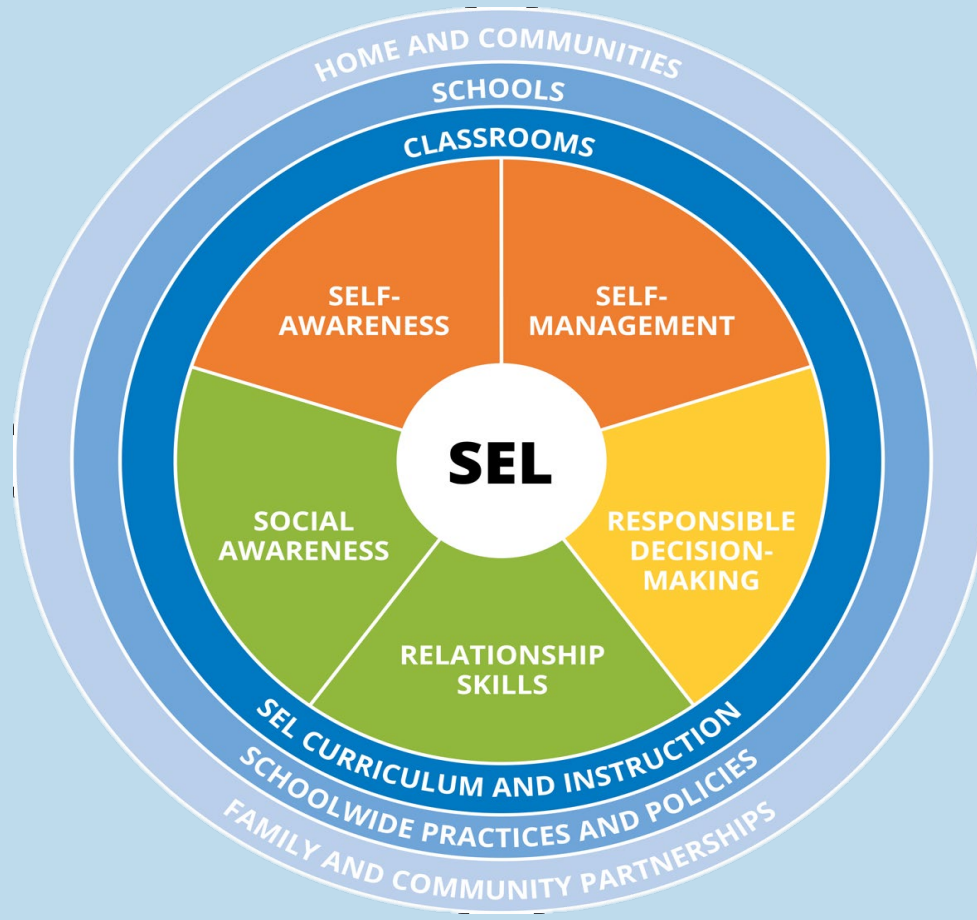 HOME AND COMMUNITIES
SCHOOLS
CLASSROOMS
SELF-
AWARENESS
SELF-
MANAGEMENT
SEL
SOCIAL
AWARENESS
RESPONSIBLE
DECISION-
MAKING
RELATIONSHIP
SKILLS
SEL CURRICULUM AND INSTRUCTION
SCHOOLWIDE PRACTICES AND POLICIES
FAMILY AND COMMUNITY PARTNERSHIPS